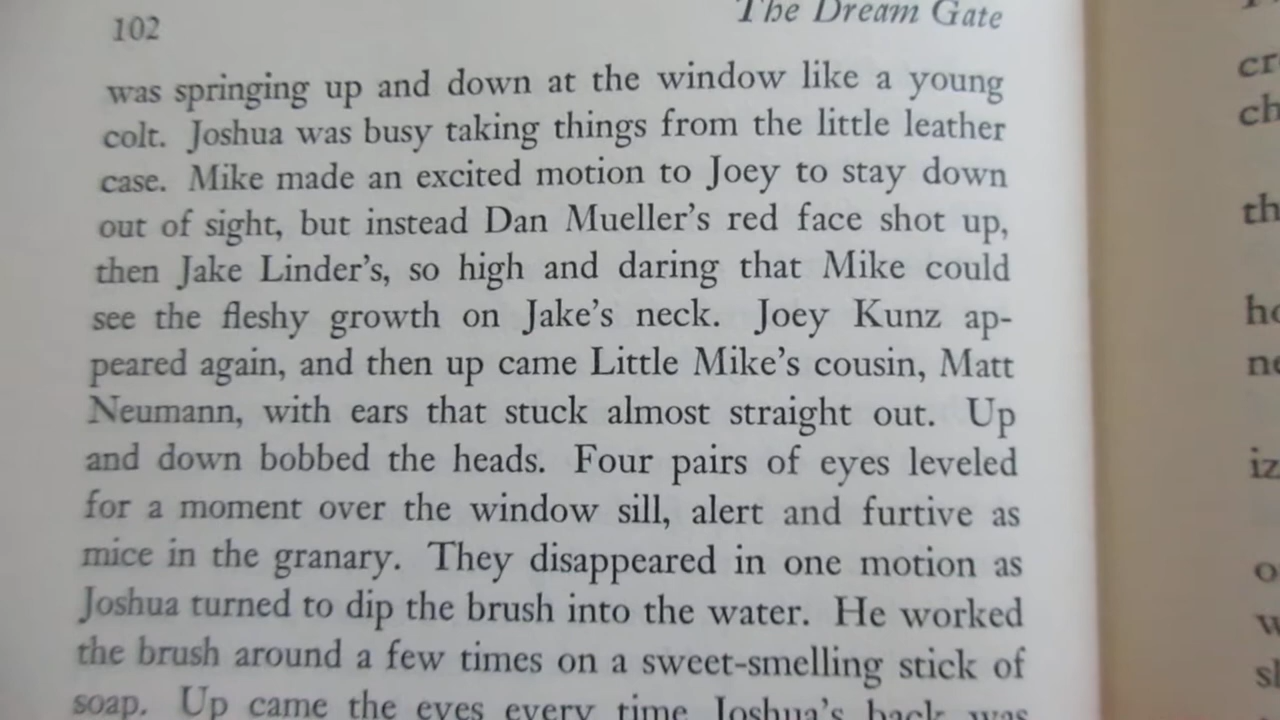 102 The Dream Gate
was springing up and down at the window like a young
colt. Joshua was busy taking things from the little leather
case. Mike made an excited motion to Joey to stay down
out of sight, but instead Dan Mueller's red face shot up,
then Jake Linder's, so high and daring that Mike could
see the fleshy growth on Jake's neck. Joey Kunz ap-
peared again, and then up came Little Mike's cousin, Matt
Neumann, with ears that stuck almost straight out. Up
and down bobbed the heads. Four pairs of eyes leveled
for a moment over the window sill, alert and furtive as
mice in the granary. They disappeared in one motion as
Joshua turned to dip the brush into the water. He worked
the brush around a few times on a sweet-smelling stick of
soap. Up came the eyes every time Joshua's back was